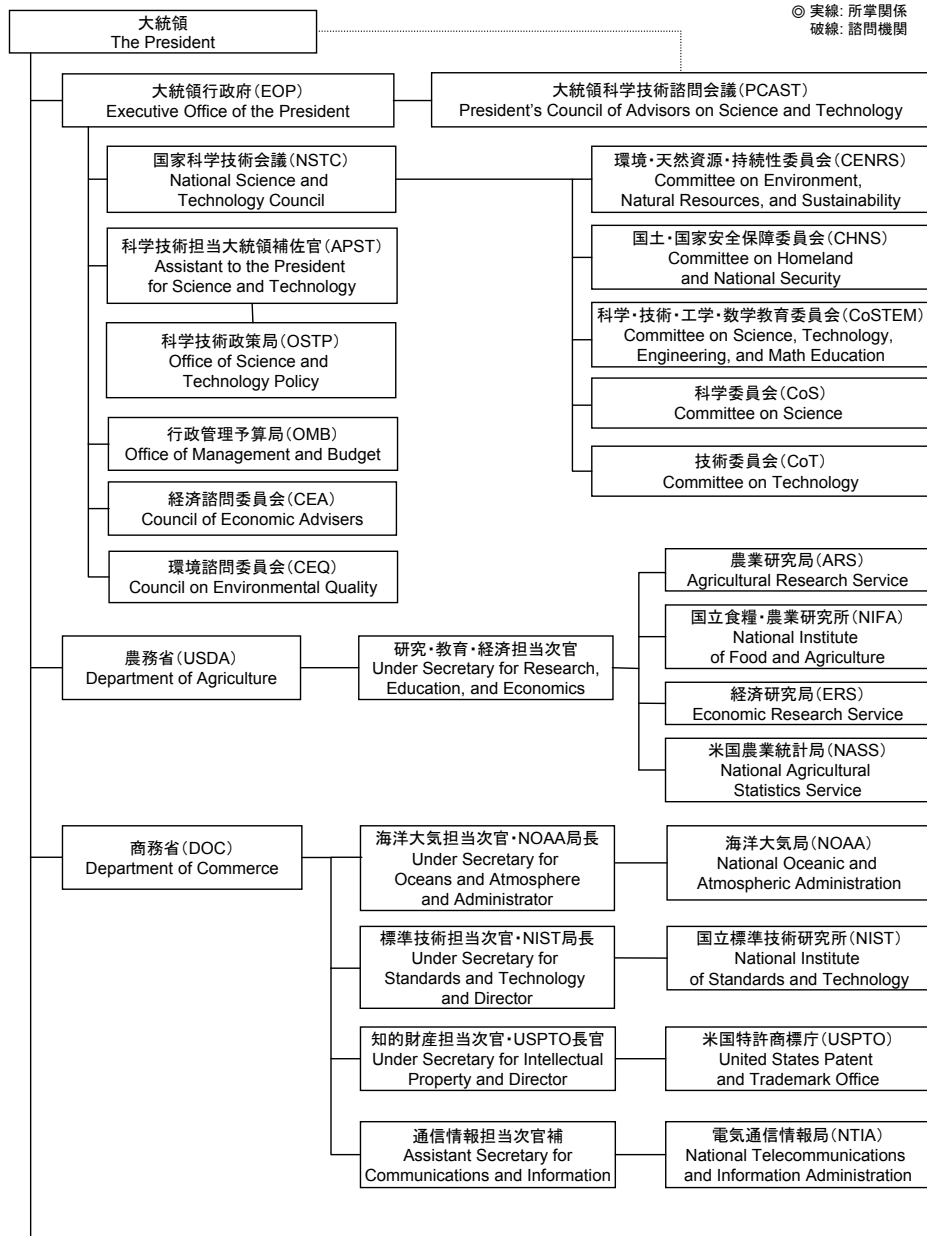 ◎ 実線: 所掌関係
破線: 諮問機関
大統領
The President
大統領行政府（EOP）
Executive Office of the President
大統領科学技術諮問会議（PCAST）
President’s Council of Advisors on Science and Technology
国家科学技術会議（NSTC）
National Science and
Technology Council
科学技術担当大統領補佐官（APST）
Assistant to the President
for Science and Technology
科学技術政策局（OSTP）
Office of Science and
Technology Policy
行政管理予算局（OMB）
Office of Management and Budget
経済諮問委員会（CEA）
Council of Economic Advisers
環境諮問委員会（CEQ）
Council on Environmental Quality
環境・天然資源・持続性委員会（CENRS）
Committee on Environment,
Natural Resources, and Sustainability
国土・国家安全保障委員会（CHNS）
Committee on Homeland
and National Security
科学・技術・工学・数学教育委員会（CoSTEM）
Committee on Science, Technology,
Engineering, and Math Education
科学委員会（CoS）
Committee on Science
技術委員会（CoT）
Committee on Technology
農務省（USDA）
Department of Agriculture
研究・教育・経済担当次官
Under Secretary for Research,
Education, and Economics
農業研究局（ARS）
Agricultural Research Service
国立食糧・農業研究所（NIFA）
National Institute
of Food and Agriculture
経済研究局（ERS）
Economic Research Service
米国農業統計局（NASS）
National Agricultural
Statistics Service
商務省（DOC）
Department of Commerce
海洋大気担当次官・NOAA局長
Under Secretary for
Oceans and Atmosphere
and Administrator
海洋大気局（NOAA）
National Oceanic and
Atmospheric Administration
標準技術担当次官・NIST局長
Under Secretary for
Standards and Technology
and Director
国立標準技術研究所（NIST）
National Institute
of Standards and Technology
知的財産担当次官・USPTO長官
Under Secretary for Intellectual
Property and Director
米国特許商標庁（USPTO）
United States Patent
and Trademark Office
通信情報担当次官補
Assistant Secretary for
Communications and Information
電気通信情報局（NTIA）
National Telecommunications
and Information Administration